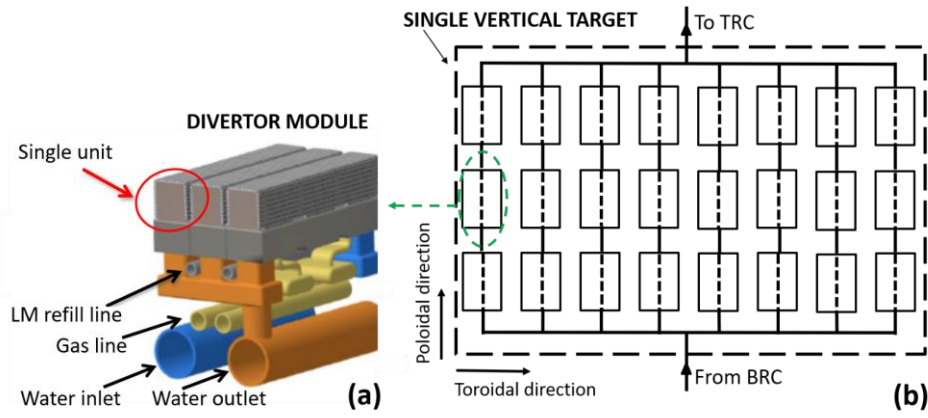 DIVERTOR MODULE
Single unit
LM refill line
Gas line
Water inlet
Water outlet
(a)
SINGLE VERTICAL TARGET
To TRC
Poloidal direction
Toroidal direction
From BRC
(b)